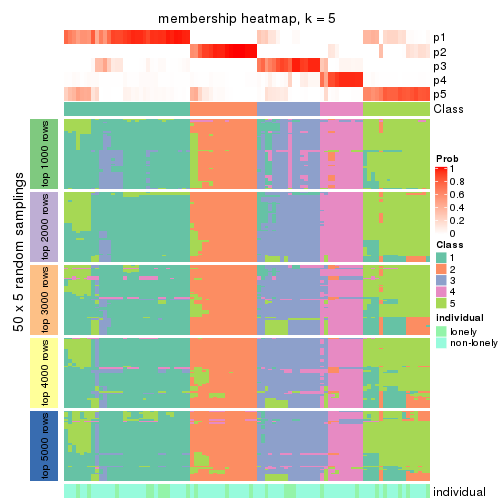 membership heatmap, k = 5
p1
p2
p3
p4
p5
Class
50 x 5 random samplings
top 1000 rows
top 2000 rows
top 3000 rows
top 4000 rows
top 5000 rows
individual
Prob
1
0.8
0.6
0.4
0.2
0
Class
1
2
3
4
5
individual
lonely
non-lonely